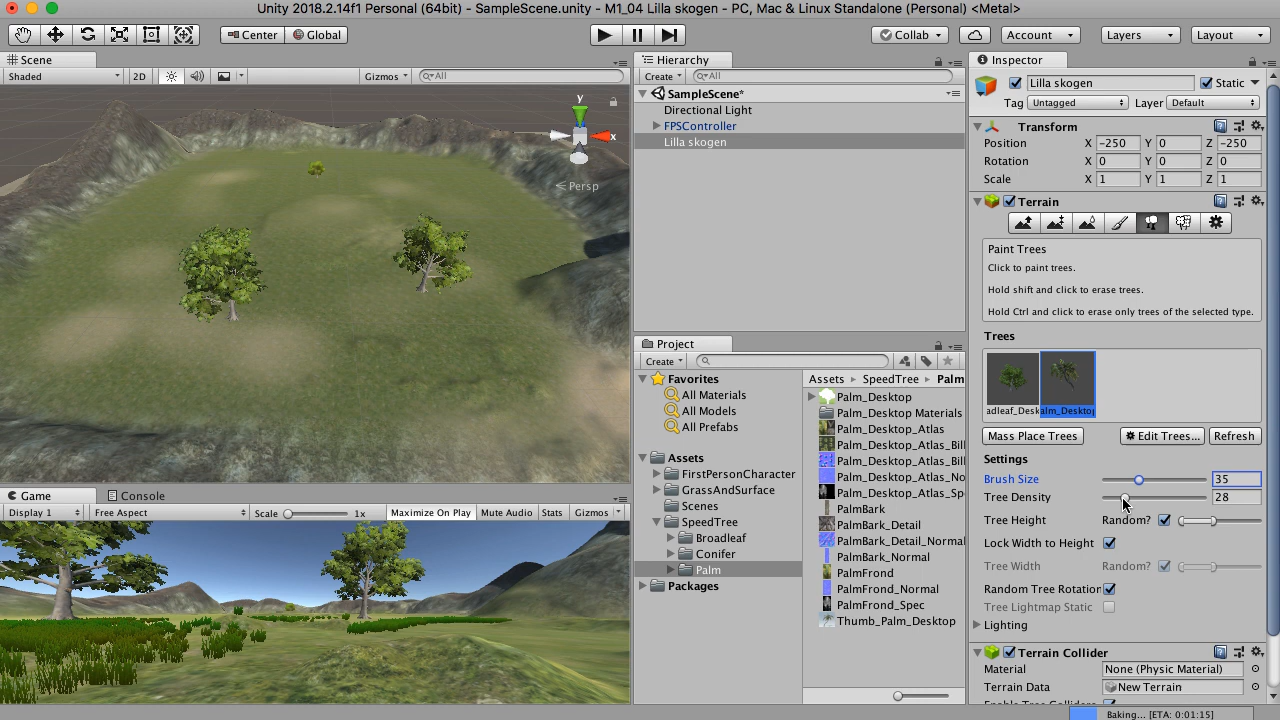 Unity 2018.2.14f1 Personal (64bit) - SampleScene.unity - M1_04 Lilla skogen - PC, Mac & Linux Standalone (Personal) <Metal>
Center Global Collab Account Layers Layout
Scene
Shaded 2D Gizmos All
y
x
Persp
Game Console
Display 1 Free Aspect Scale 1x Maximize On Play Mute Audio Stats Gizmos
Hierarchy
Create All
SampleScene*
Directional Light
FPSController
Lilla skogen
Project
Create
Favorites
All Materials
All Models
All Prefabs
Assets
FirstPersonCharacter
GrassAndSurface
Scenes
SpeedTree
Broadleaf
Conifer
Palm
Packages
Assets SpeedTree Palm
Palm_Desktop
Palm_Desktop Materials
Palm_Desktop_Atlas
Palm_Desktop_Atlas_Bill
Palm_Desktop_Atlas_Bill
Palm_Desktop_Atlas_No
Palm_Desktop_Atlas_Spe
PalmBark
PalmBark_Detail
PalmBark_Detail_Normal
PalmBark_Normal
PalmFrond
PalmFrond_Normal
PalmFrond_Spec
Thumb_Palm_Desktop
Inspector
Lilla skogen Static
Tag Untagged Layer Default
Transform
Position X -250 Y 0 Z -250
Rotation X 0 Y 0 Z 0
Scale X 1 Y 1 Z 1
Terrain
Paint Trees
Click to paint trees.
Hold shift and click to erase trees.
Hold Ctrl and click to erase only trees of the selected type.
Trees
adleaf_Desk alm_Desktop
Mass Place Trees Edit Trees... Refresh
Settings
Brush Size 35
Tree Density 28
Tree Height Random?
Lock Width to Height
Tree Width Random?
Random Tree Rotation
Tree Lightmap Static
Lighting
Terrain Collider
Material None (Physic Material)
Terrain Data New Terrain
Enable Tree Colliders
Baking... [ETA: 0:01:15]